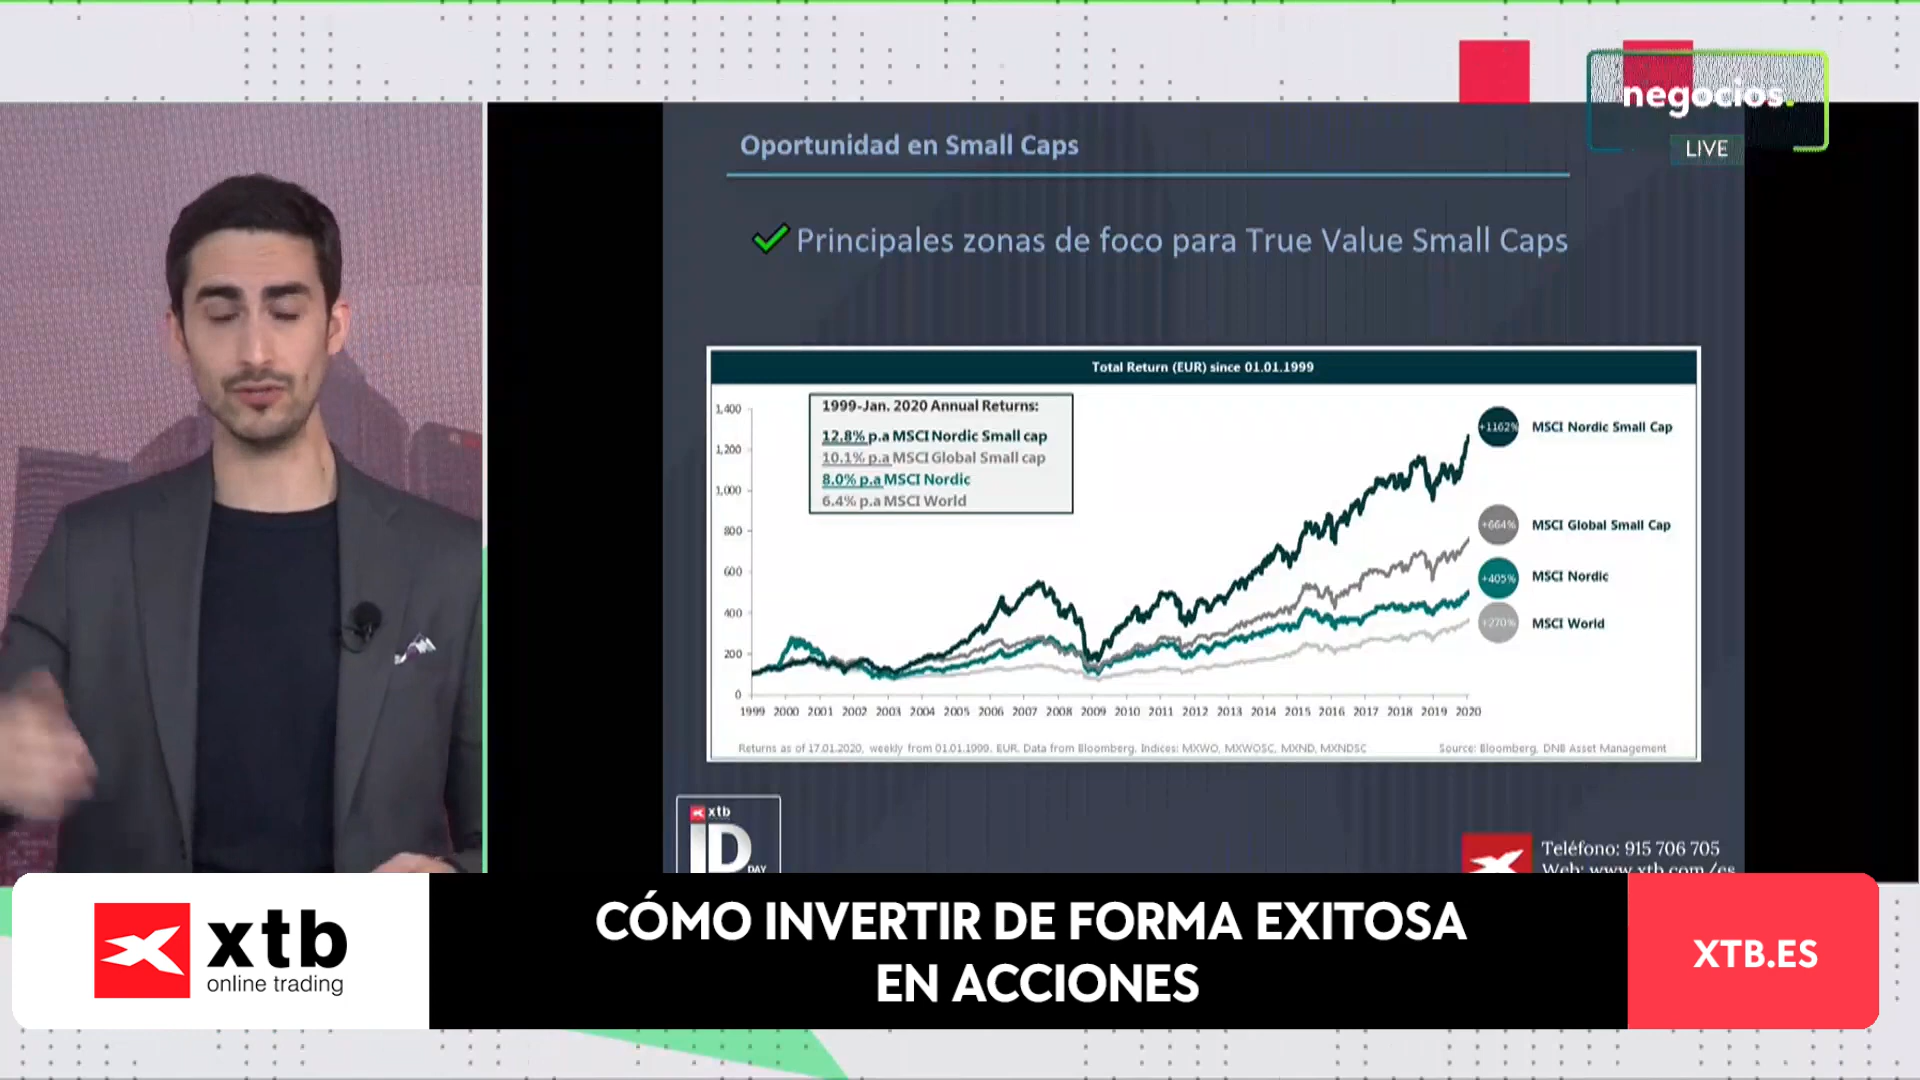 negocios.
LIVE
Oportunidad en Small Caps
Principales zonas de foco para True Value Small Caps
Total Return (EUR) since 01.01.1999
1999-Jan. 2020 Annual Returns:
12.8% p.a MSCI Nordic Small cap
10.1% p.a MSCI Global Small cap
8.0% p.a MSCI Nordic
6.4% p.a MSCI World
1,400
1,200
1,000
800
600
400
200
0
1999 2000 2001 2002 2003 2004 2005 2006 2007 2008 2009 2010 2011 2012 2013 2014 2015 2016 2017 2018 2019 2020
+1162% MSCI Nordic Small Cap
+664% MSCI Global Small Cap
+405% MSCI Nordic
+270% MSCI World
Returns as of 17.01.2020, weekly from 01.01.1999. EUR. Data from Bloomberg. Indices: MXWO, MXWOSC, MXND, MXNDSC
Source: Bloomberg, DNB Asset Management
xtb
iD
DAY
Teléfono: 915 706 705
Web: www.xtb.com/es
xtb
online trading
CÓMO INVERTIR DE FORMA EXITOSA
EN ACCIONES
XTB.ES